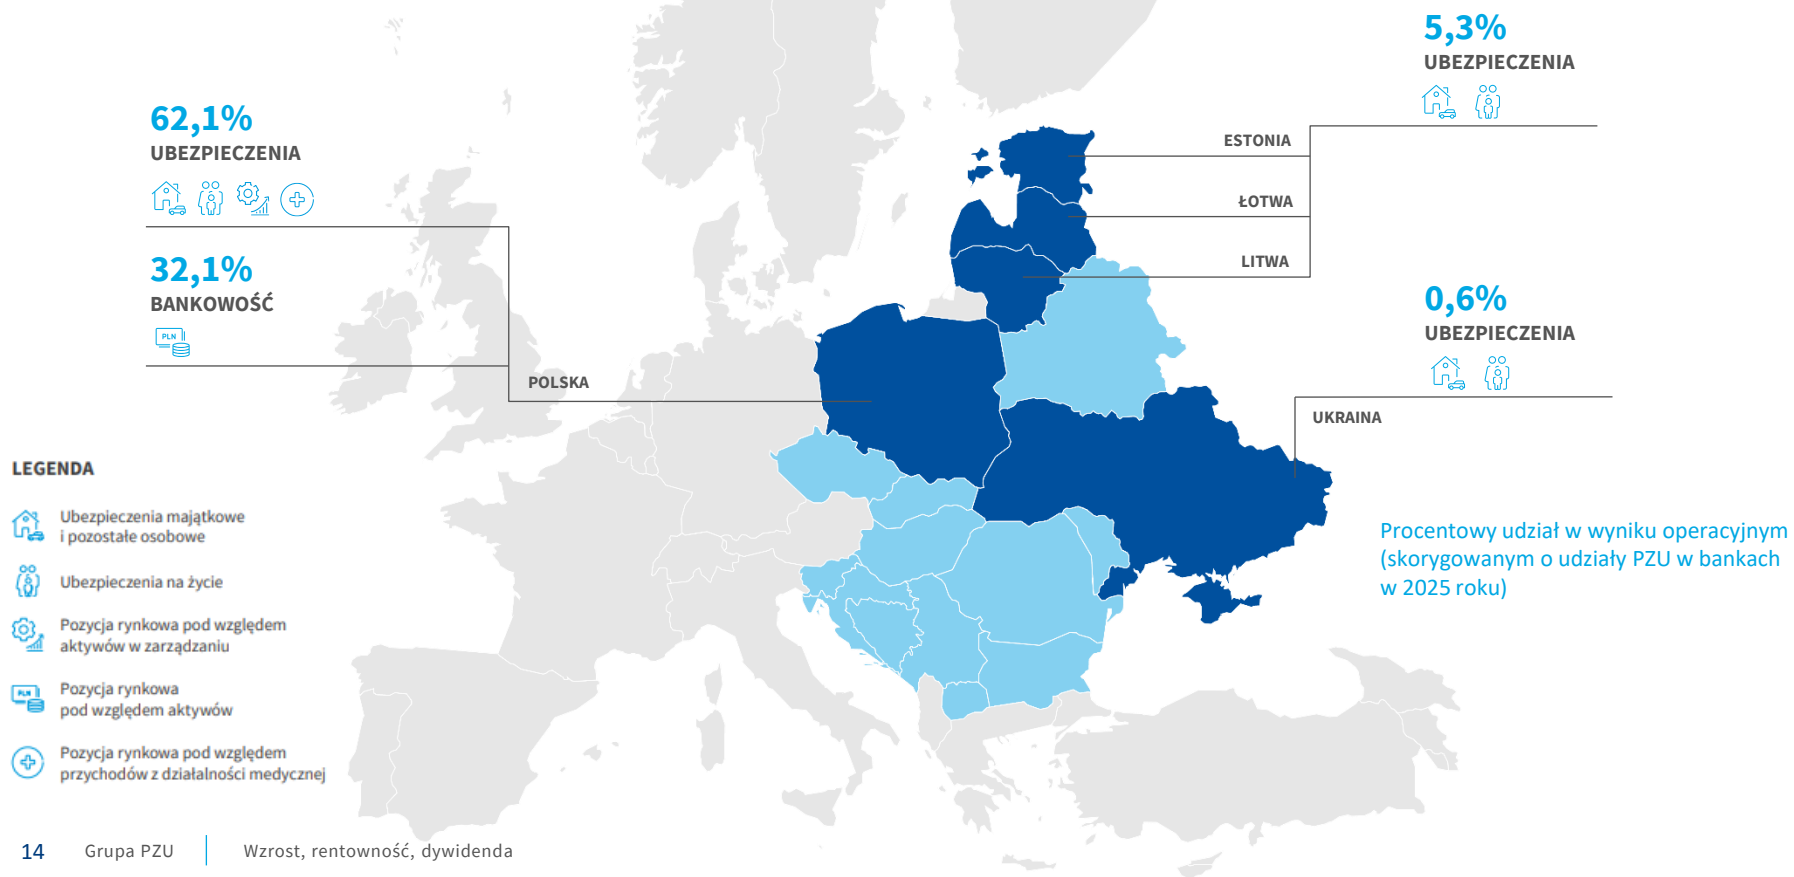 62,1%
UBEZPIECZENIA
32,1%
BANKOWOŚĆ
PLN
POLSKA
5,3%
UBEZPIECZENIA
ESTONIA
ŁOTWA
LITWA
0,6%
UBEZPIECZENIA
UKRAINA
Procentowy udział w wyniku operacyjnym
(skorygowanym o udziały PZU w bankach
w 2025 roku)
LEGENDA
Ubezpieczenia majątkowe
i pozostałe osobowe
Ubezpieczenia na życie
Pozycja rynkowa pod względem
aktywów w zarządzaniu
PLN
Pozycja rynkowa
pod względem aktywów
Pozycja rynkowa pod względem
przychodów z działalności medycznej
14 Grupa PZU Wzrost, rentowność, dywidenda